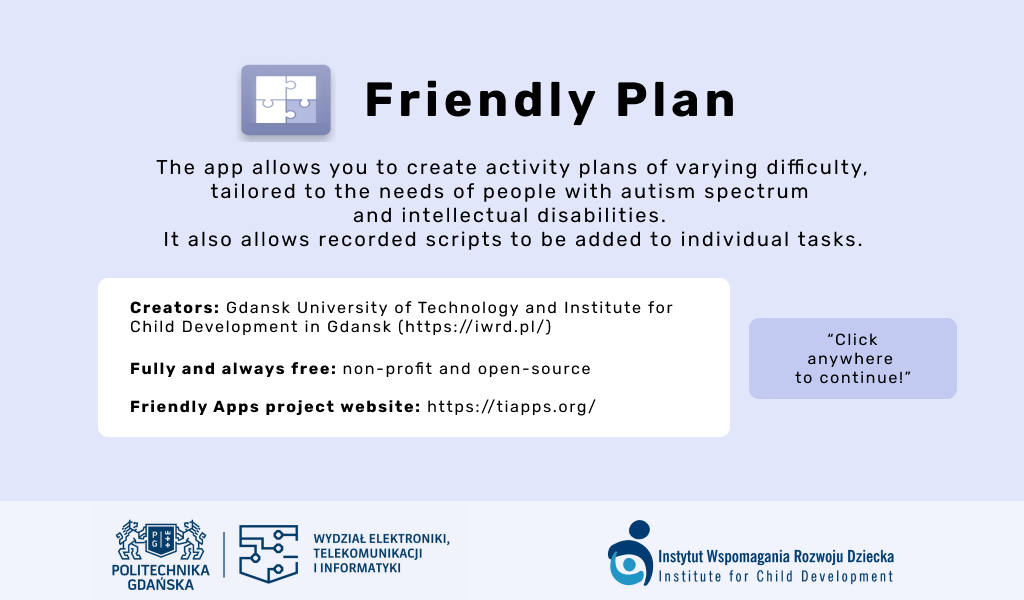 Friendly Plan
The app allows you to create activity plans of varying difficulty,
tailored to the needs of people with autism spectrum
and intellectual disabilities.
It also allows recorded scripts to be added to individual tasks.
Creators: Gdansk University of Technology and Institute for
Child Development in Gdansk (https://iwrd.pl/)
Fully and always free: non-profit and open-source
Friendly Apps project website: https://tiapps.org/
“Click
anywhere
to continue!”
P G
POLITECHNIKA
GDAŃSKA
WYDZIAŁ ELEKTRONIKI,
TELEKOMUNIKACJI
I INFORMATYKI
Instytut Wspomagania Rozwoju Dziecka
Institute for Child Development